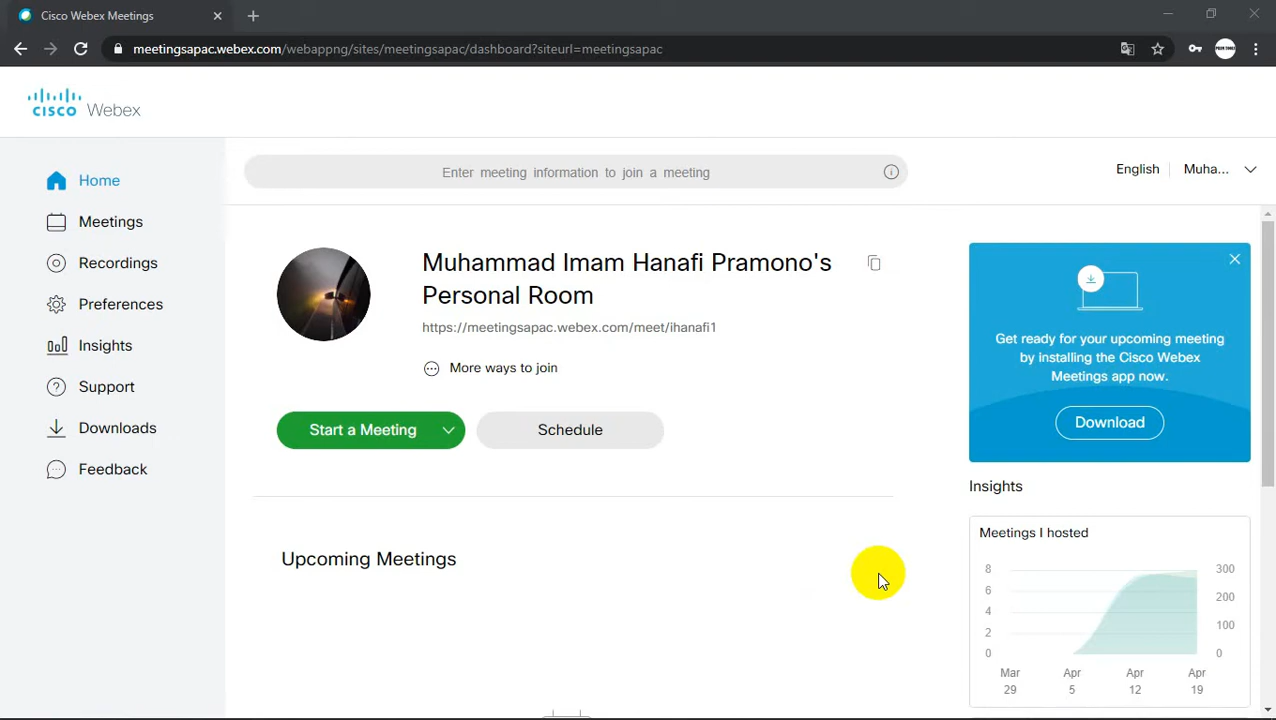 Cisco Webex Meetings
meetingsapac.webex.com/webappng/sites/meetingsapac/dashboard?siteurl=meetingsapac
CISCO Webex
Enter meeting information to join a meeting
English
Muha...
Home
Meetings
Recordings
Preferences
Insights
Support
Downloads
Feedback
Muhammad Imam Hanafi Pramono's
Personal Room
https://meetingsapac.webex.com/meet/ihanafi1
More ways to join
Start a Meeting
Schedule
Upcoming Meetings
Get ready for your upcoming meeting
by installing the Cisco Webex
Meetings app now.
Download
Insights
Meetings I hosted
8 300
6 200
4 100
2
0 0
Mar Apr Apr Apr
29 5 12 19